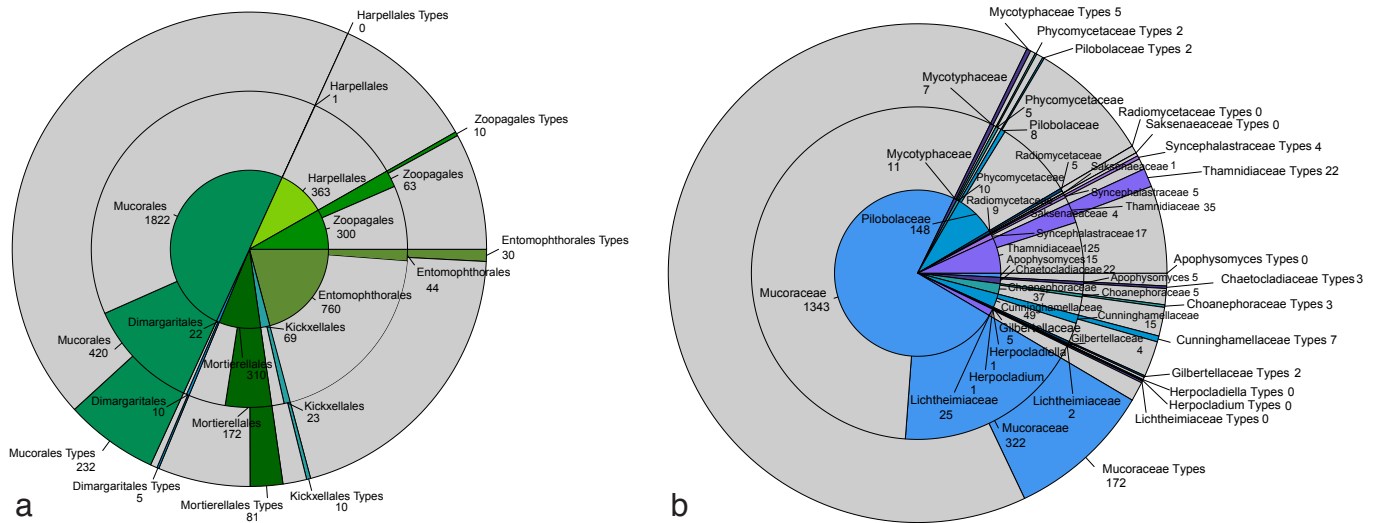 Harpellales Types
0
Harpellales
1
Zoopagales Types
10
Zoopagales
63
Harpellales
363
Zoopagales
300
Mucorales
1822
Entomophthorales Types
30
Entomophthorales
44
Entomophthorales
760
Kickxellales
69
Dimargaritales
22
Mucorales
420
Mortierellales
310
Dimargaritales
10
Kickxellales
23
Mortierellales
172
Mucorales Types
232
Dimargaritales Types
5
Mortierellales Types
81
Kickxellales Types
10
a
Mycotyphaceae Types 5
Phycomycetaceae Types 2
Pilobolaceae Types 2
Mycotyphaceae
7
Phycomycetaceae
5
Pilobolaceae
8
Radiomycetaceae Types 0
Saksenaeaceae Types 0
Syncephalastraceae Types 4
Thamnidiaceae Types 22
Mycotyphaceae
11
Radiomycetaceae
5
Saksenaeaceae 1
Phycomycetaceae
10
Syncephalastraceae 5
Radiomycetaceae
9
Thamnidiaceae
35
Saksenaeaceae 4
Pilobolaceae
148
Syncephalastraceae 17
Thamnidiaceae 125
Apophysomyces 15
Apophysomyces Types 0
Chaetocladiaceae 22
Apophysomyces 5
Chaetocladiaceae Types 3
Mucoraceae
1343
Choanephoraceae
37
Choanephoraceae 5
Choanephoraceae Types 3
Cunninghamellaceae
49
Cunninghamellaceae
15
Cunninghamellaceae Types 7
Gilbertellaceae
5
Gilbertellaceae
4
Herpocladiella
1
Gilbertellaceae Types 2
Herpocladium
1
Herpocladiella Types 0
Herpocladium Types 0
Lichtheimiaceae
25
Lichtheimiaceae
2
Lichtheimiaceae Types 0
Mucoraceae
322
Mucoraceae Types
172
b